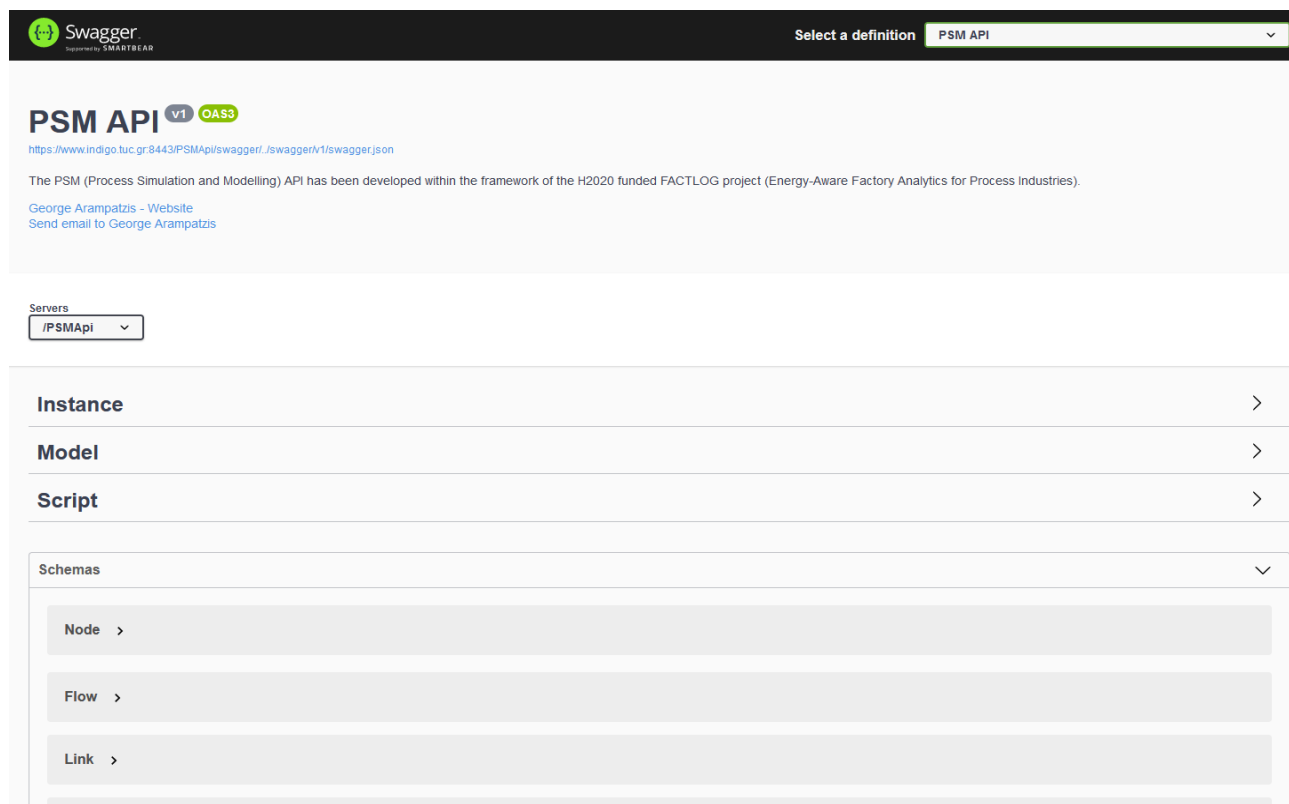 Swagger.
Supported by SMARTBEAR
Select a definition
PSM API
PSM API v1 OAS3
https://www.indigo.tuc.gr:8443/PSMApi/swagger/../swagger/v1/swagger.json
The PSM (Process Simulation and Modelling) API has been developed within the framework of the H2020 funded FACTLOG project (Energy-Aware Factory Analytics for Process Industries).
George Arampatzis - Website
Send email to George Arampatzis
Servers
/PSMApi
Instance
Model
Script
Schemas
Node
Flow
Link